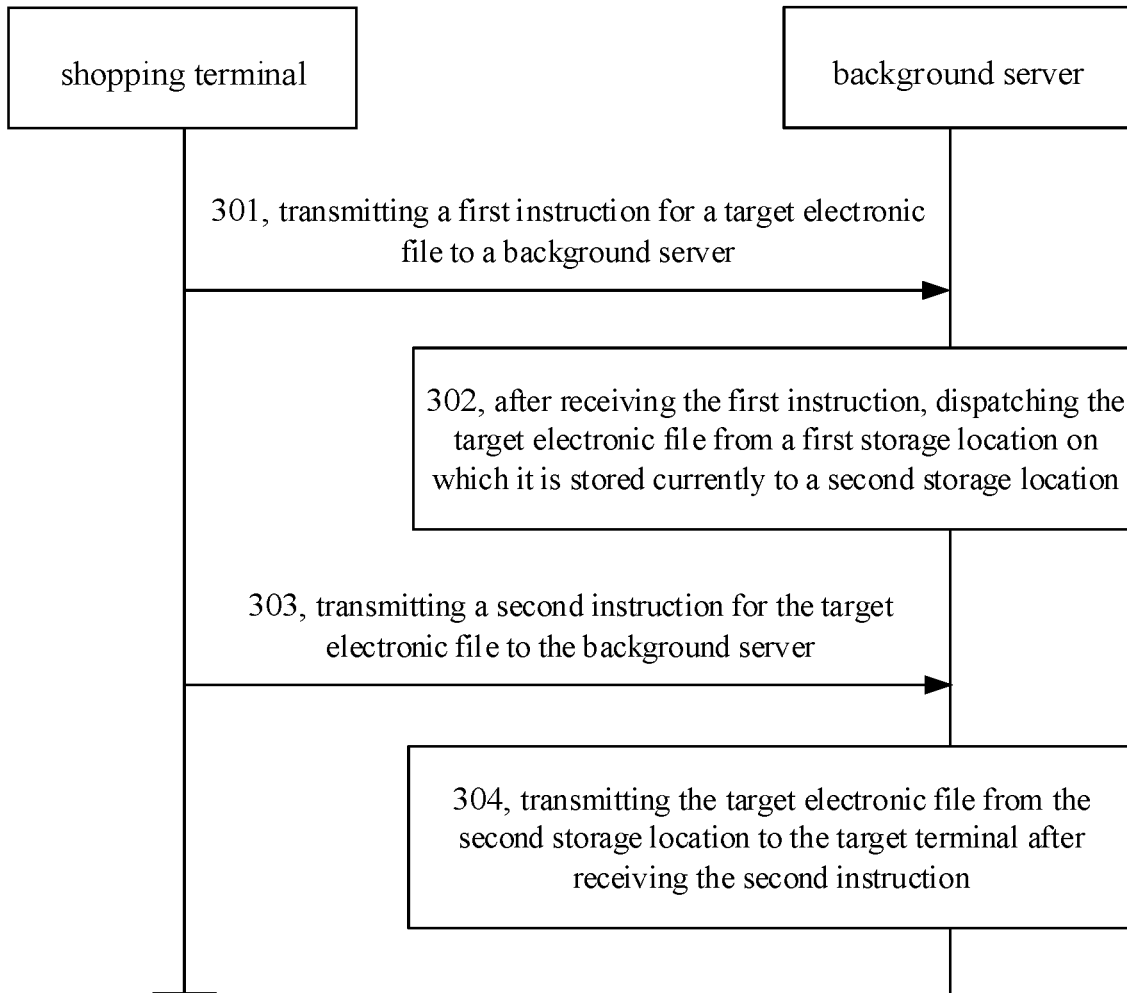 shopping terminal
background server
301, transmitting a first instruction for a target electronic
file to a background server
302, after receiving the first instruction, dispatching the
target electronic file from a first storage location on
which it is stored currently to a second storage location
303, transmitting a second instruction for the target
electronic file to the background server
304, transmitting the target electronic file from the
second storage location to the target terminal after
receiving the second instruction